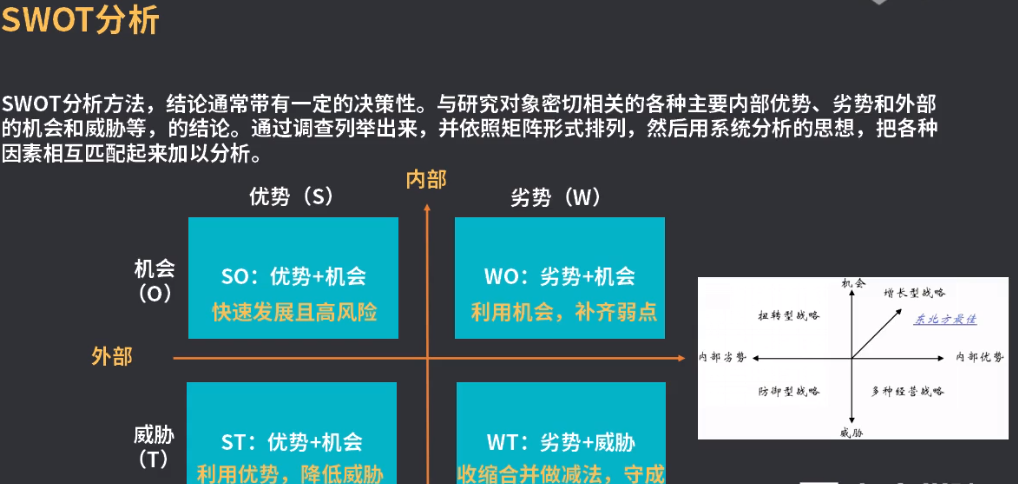 SWOT分析
SWOT分析方法，结论通常带有一定的决策性。与研究对象密切相关的各种主要内部优势、劣势和外部
的机会和威胁等，的结论。通过调查列举出来，并依照矩阵形式排列，然后用系统分析的思想，把各种
因素相互匹配起来加以分析。
内部
优势（S）
劣势（W）
机会
（O）
SO：优势+机会
快速发展且高风险
WO：劣势+机会
利用机会，补齐弱点
外部
威胁
（T）
ST：优势+机会
利用优势，降低威胁
WT：劣势+威胁
收缩合并做减法，守成
机会
增长型战略
扭转型战略
东北方最佳
内部劣势
内部优势
防御型战略
多种经营战略
威胁